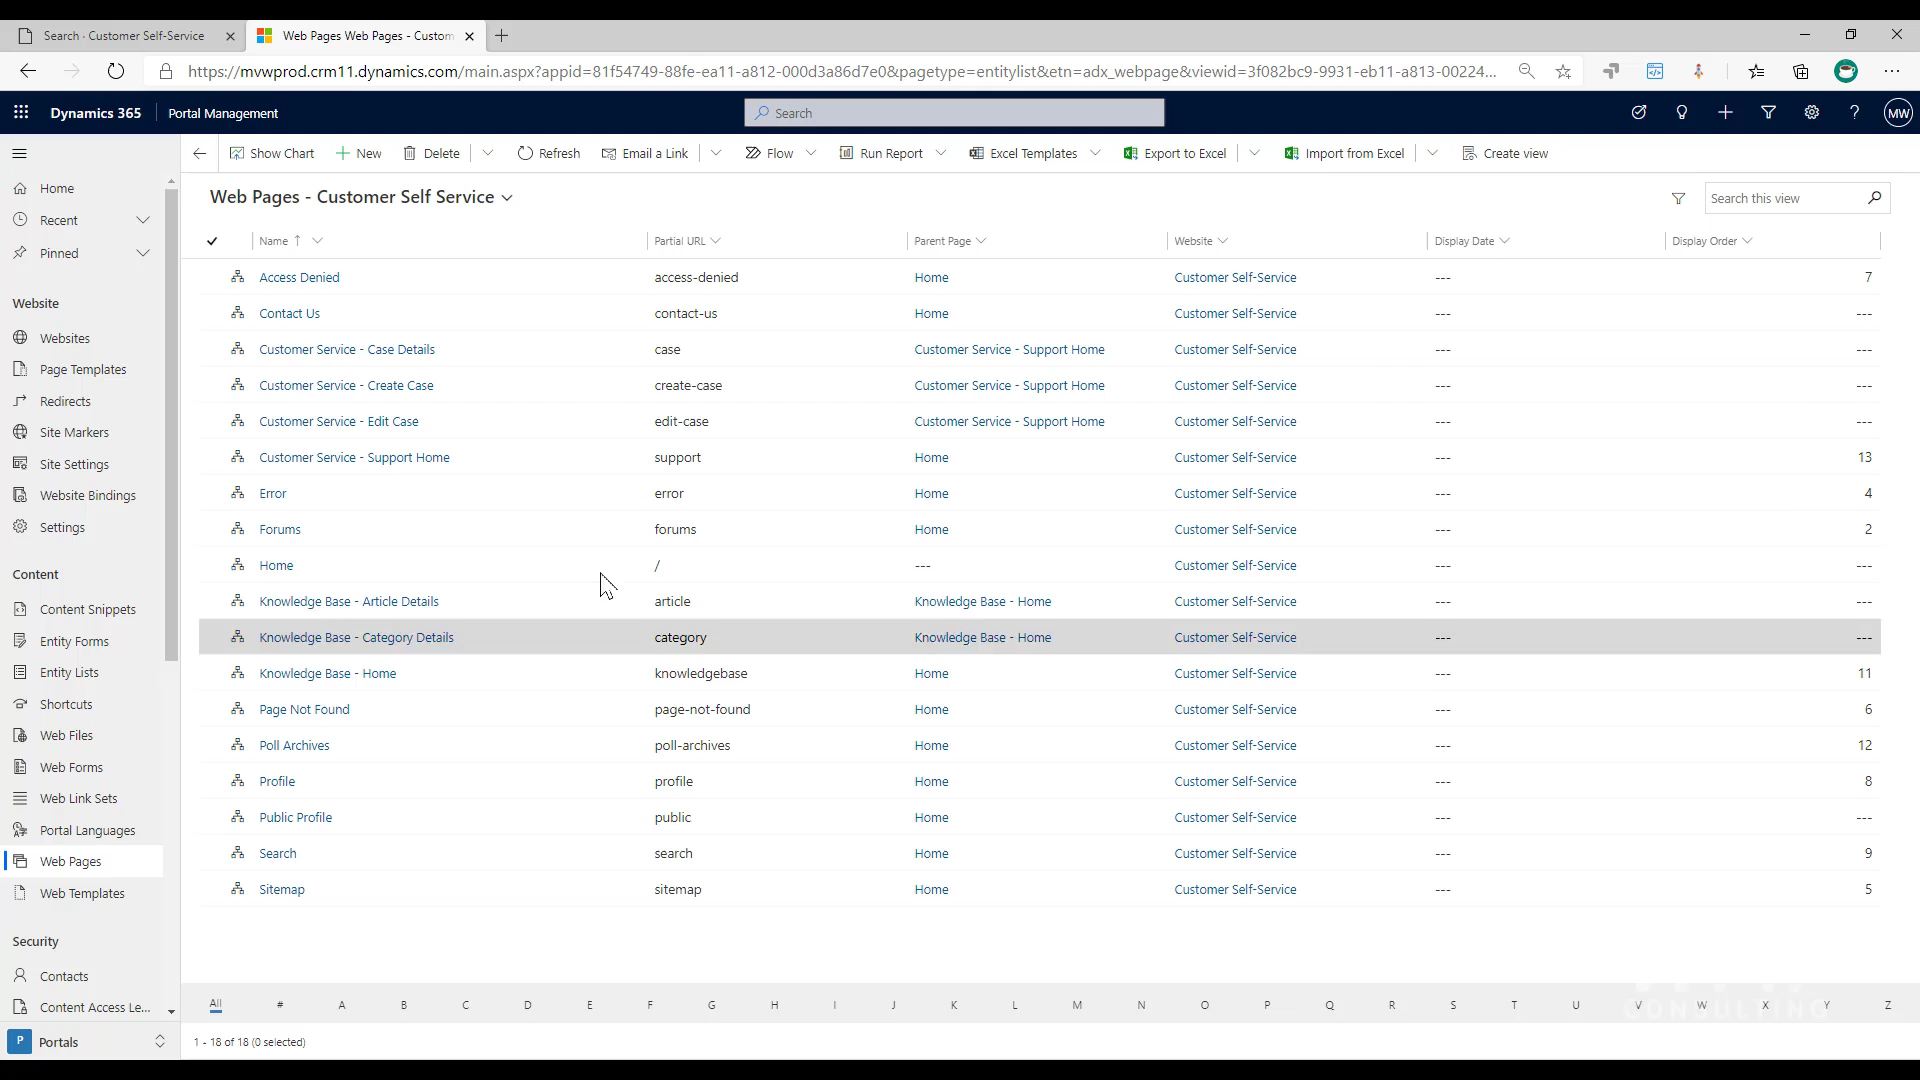 Search - Customer Self-Service
Web Pages Web Pages - Custom
https://mvwprod.crm11.dynamics.com/main.aspx?appid=81f54749-88fe-ea11-a812-000d3a86d7e0&pagetype=entitylist&etn=adx_webpage&viewid=3f082bc9-9931-eb11-a813-00224...
Dynamics 365
Portal Management
Search
MW
Show Chart
New
Delete
Refresh
Email a Link
Flow
Run Report
Excel Templates
Export to Excel
Import from Excel
Create view
Home
Recent
Pinned
Website
Websites
Page Templates
Redirects
Site Markers
Site Settings
Website Bindings
Settings
Content
Content Snippets
Entity Forms
Entity Lists
Shortcuts
Web Files
Web Forms
Web Link Sets
Portal Languages
Web Pages
Web Templates
Security
Contacts
Content Access Le...
P Portals
Web Pages - Customer Self Service
Search this view
Name Partial URL Parent Page Website Display Date Display Order
Access Denied access-denied Home Customer Self-Service --- 7
Contact Us contact-us Home Customer Self-Service --- ---
Customer Service - Case Details case Customer Service - Support Home Customer Self-Service --- ---
Customer Service - Create Case create-case Customer Service - Support Home Customer Self-Service --- ---
Customer Service - Edit Case edit-case Customer Service - Support Home Customer Self-Service --- ---
Customer Service - Support Home support Home Customer Self-Service --- 13
Error error Home Customer Self-Service --- 4
Forums forums Home Customer Self-Service --- 2
Home / --- Customer Self-Service --- ---
Knowledge Base - Article Details article Knowledge Base - Home Customer Self-Service --- ---
Knowledge Base - Category Details category Knowledge Base - Home Customer Self-Service --- ---
Knowledge Base - Home knowledgebase Home Customer Self-Service --- 11
Page Not Found page-not-found Home Customer Self-Service --- 6
Poll Archives poll-archives Home Customer Self-Service --- 12
Profile profile Home Customer Self-Service --- 8
Public Profile public Home Customer Self-Service --- ---
Search search Home Customer Self-Service --- 9
Sitemap sitemap Home Customer Self-Service --- 5
All # A B C D E F G H I J K L M N O P Q R S T U V W X Y Z
CONSULTING
1 - 18 of 18 (0 selected)